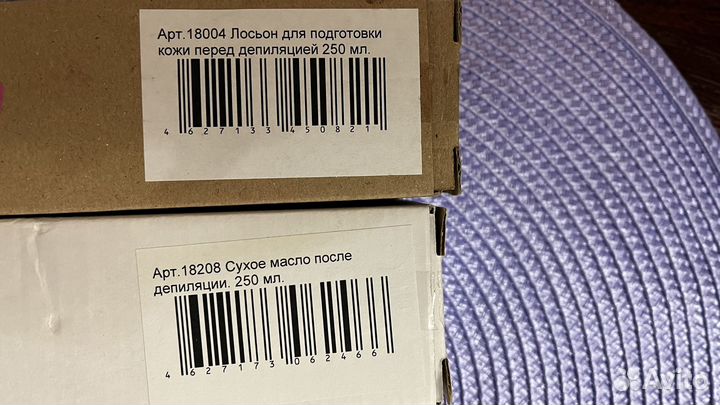 Арт.18004 Лосьон для подготовки
кожи перед депиляцией 250 мл.
4 627133 450821
Арт.18208 Сухое масло после
депиляции. 250 мл.
4 627173 062466
Avito